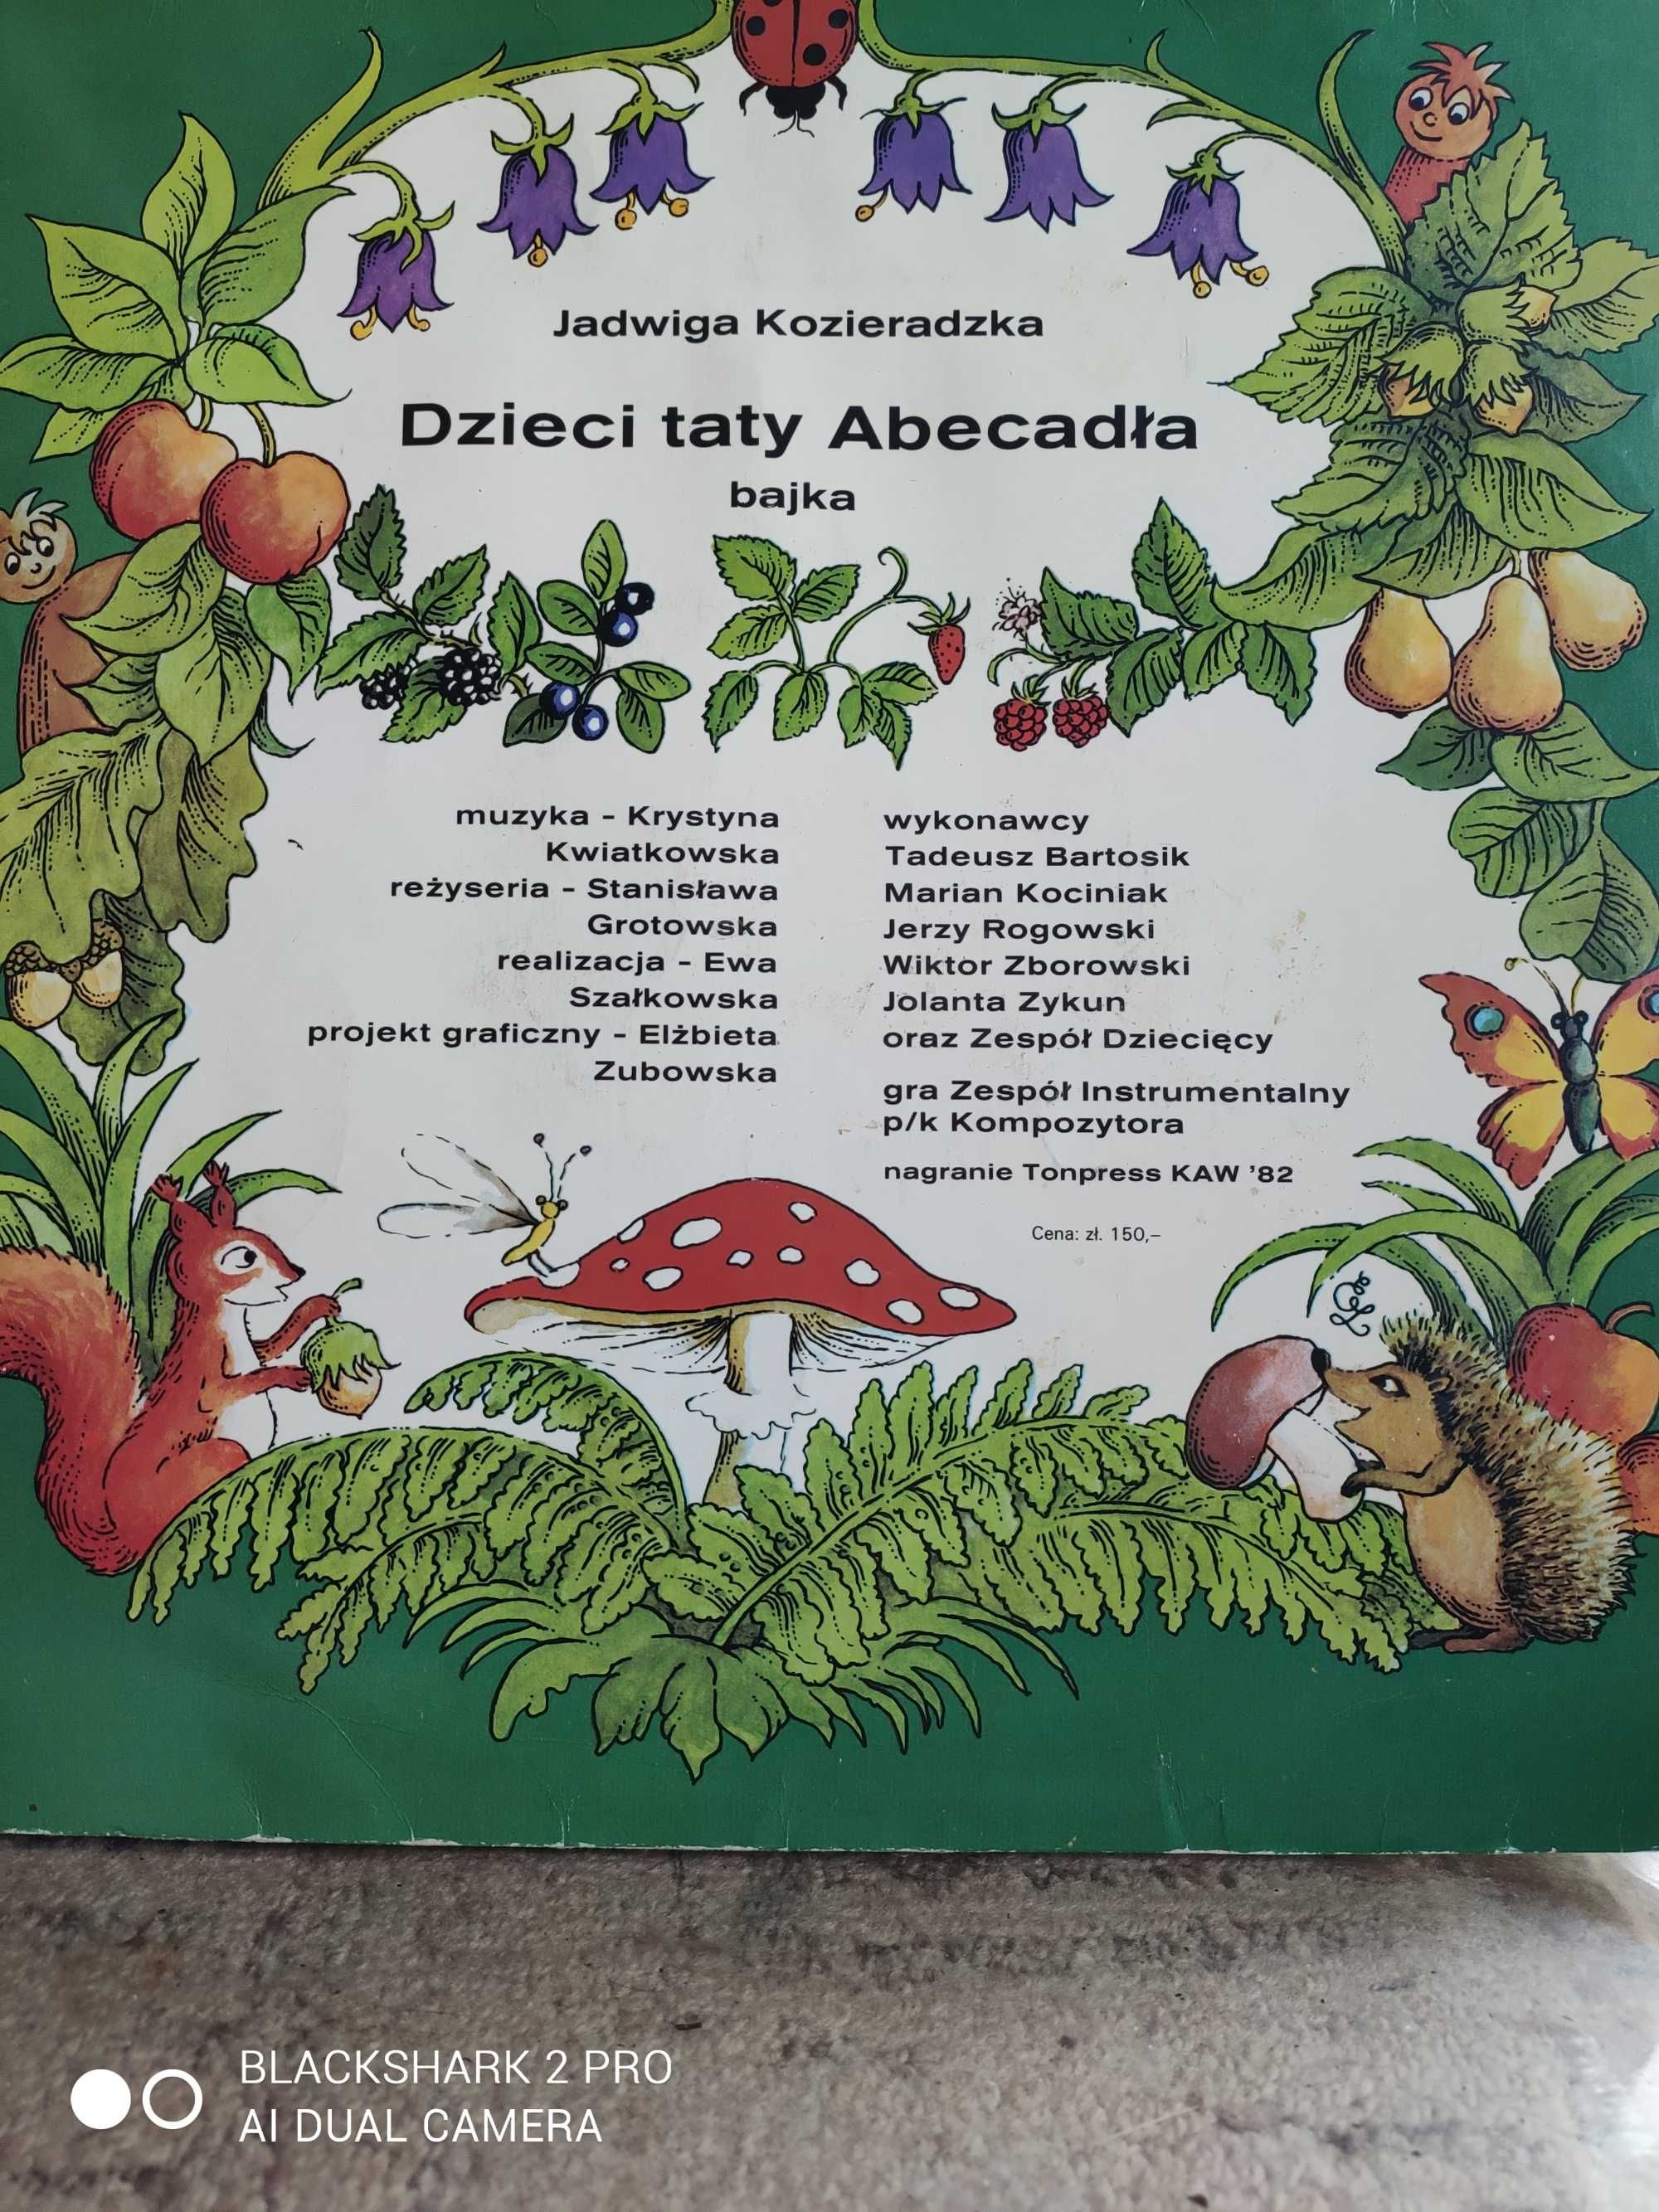 Jadwiga Kozieradzka
Dzieci taty Abecadła
bajka
muzyka - Krystyna
Kwiatkowska
reżyseria - Stanisława
Grotowska
realizacja - Ewa
Szałkowska
projekt graficzny - Elżbieta
Zubowska
wykonawcy
Tadeusz Bartosik
Marian Kociniak
Jerzy Rogowski
Wiktor Zborowski
Jolanta Zykun
oraz Zespół Dziecięcy
gra Zespół Instrumentalny
p/k Kompozytora
nagranie Tonpress KAW '82
Cena: zł. 150,–
BLACKSHARK 2 PRO
AI DUAL CAMERA